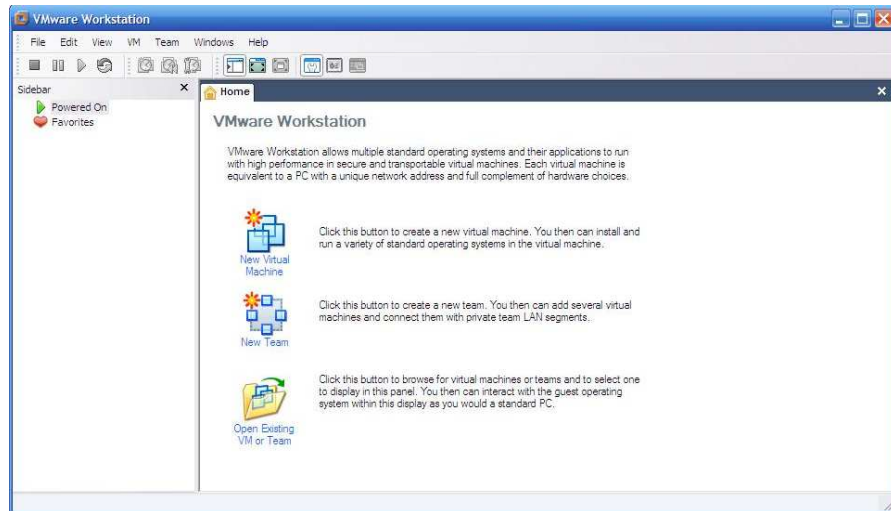 VMware Workstation
File Edit View VM Team Windows Help
Sidebar
Powered On
Favorites
Home
VMware Workstation
VMware Workstation allows multiple standard operating systems and their applications to run
with high performance in secure and transportable virtual machines. Each virtual machine is
equivalent to a PC with a unique network address and full complement of hardware choices.
New Virtual
Machine
Click this button to create a new virtual machine. You then can install and
run a variety of standard operating systems in the virtual machine.
New Team
Click this button to create a new team. You then can add several virtual
machines and connect them with private team LAN segments.
Open Existing
VM or Team
Click this button to browse for virtual machines or teams and to select one
to display in this panel. You then can interact with the guest operating
system within this display as you would a standard PC.